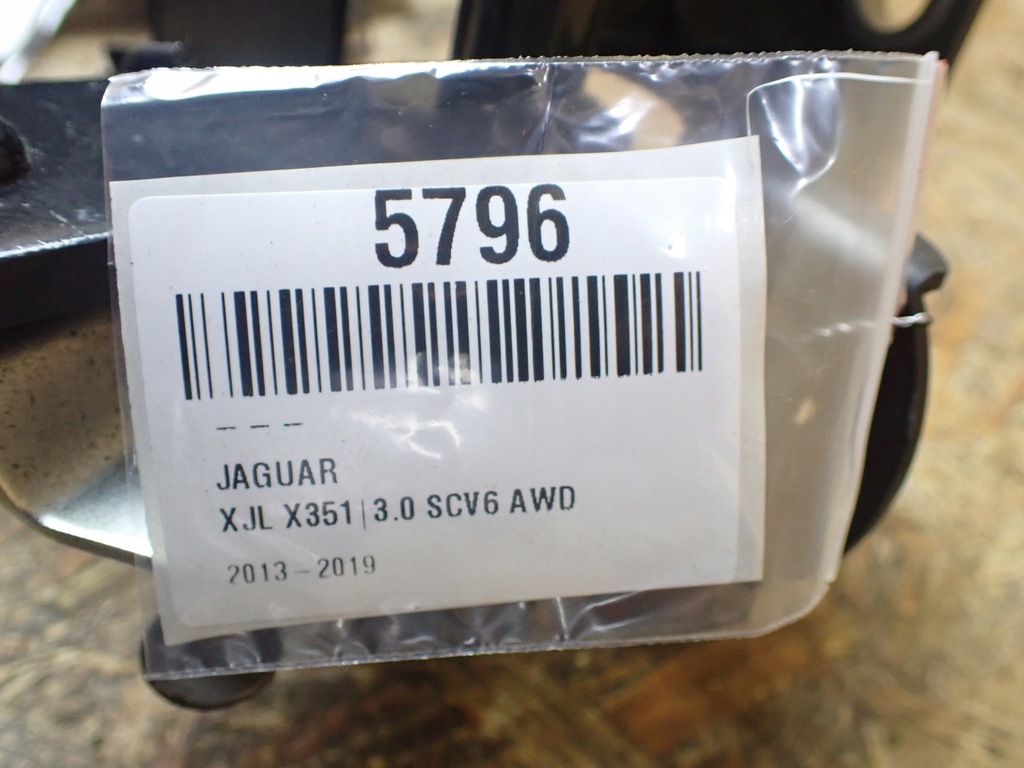 5796
– – –
JAGUAR
XJL X351|3.0 SCV6 AWD
2013–2019